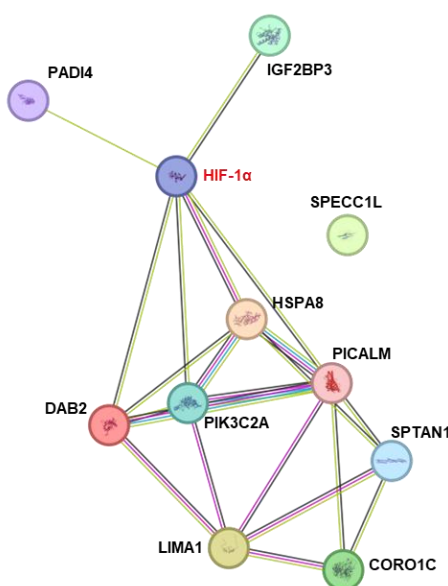 PADI4
IGF2BP3
HIF-1α
SPECC1L
HSPA8
PICALM
DAB2
PIK3C2A
SPTAN1
LIMA1
CORO1C